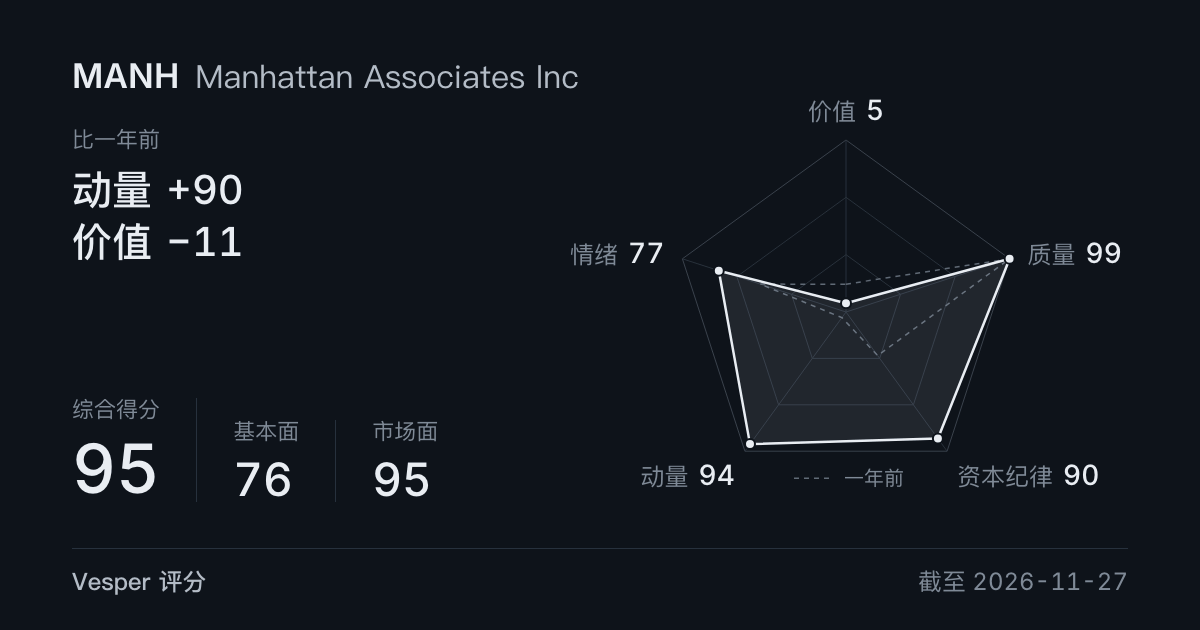 MANH Manhattan Associates Inc
比一年前
动量 +90
价值 −11
综合得分
95
基本面
76
市场面
95
价值 5
情绪 77
质量 99
动量 94
一年前
资本纪律 90
Vesper 评分
截至 2026-11-27